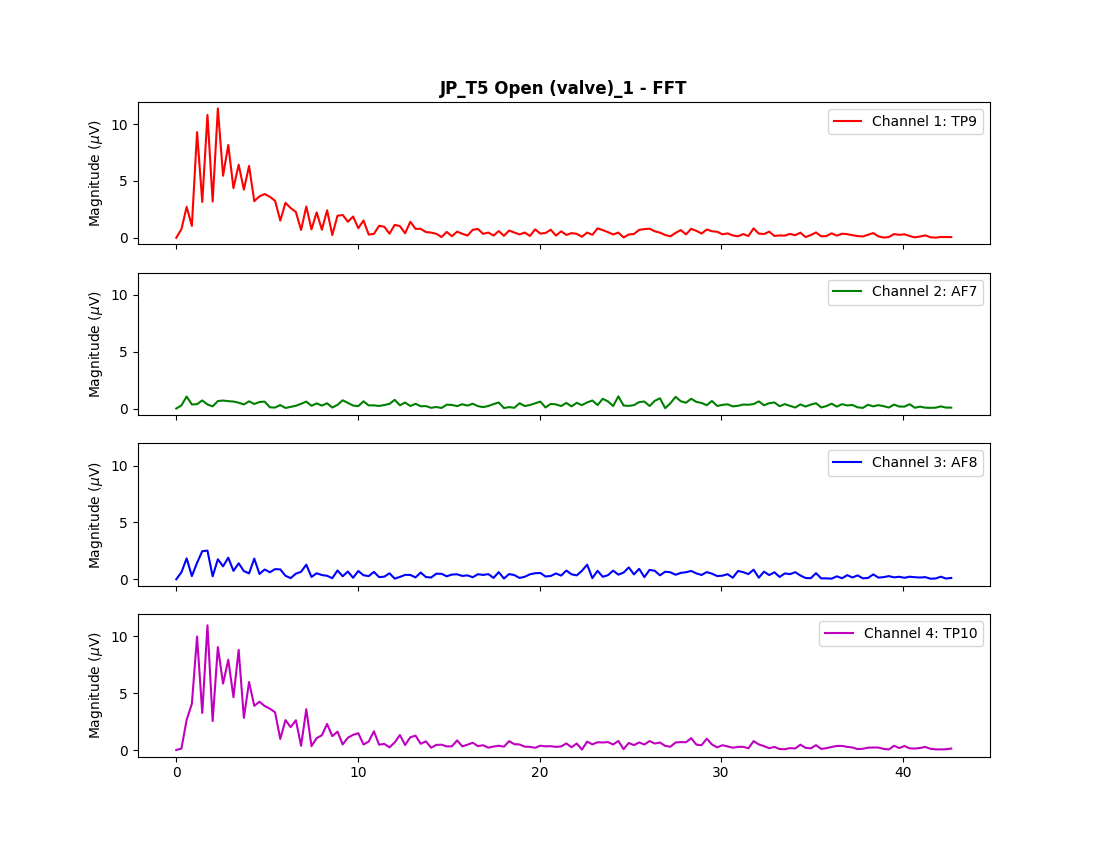 JP_T5 Open (valve)_1 - FFT
Magnitude (μV)
10
5
0
Channel 1: TP9
Magnitude (μV)
10
5
0
Channel 2: AF7
Magnitude (μV)
10
5
0
Channel 3: AF8
Magnitude (μV)
10
5
0
Channel 4: TP10
0 10 20 30 40